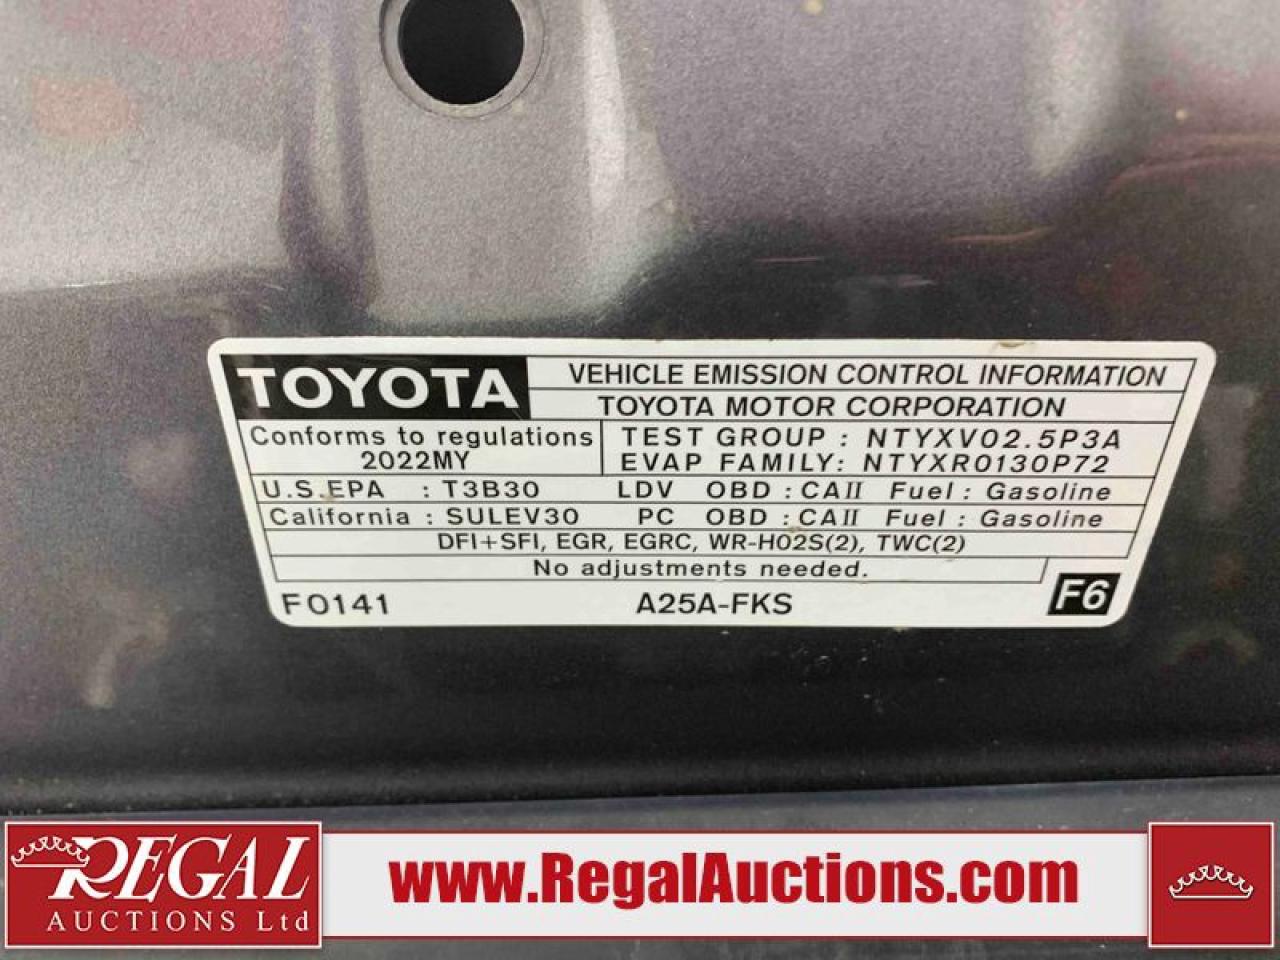 TOYOTA
VEHICLE EMISSION CONTROL INFORMATION
TOYOTA MOTOR CORPORATION
Conforms to regulations
2022MY
TEST GROUP : NTYXV02.5P3A
EVAP FAMILY: NTYXR0130P72
U.S.EPA : T3B30 LDV OBD : CAII Fuel : Gasoline
California : SULEV30 PC OBD : CAII Fuel : Gasoline
DFI+SFI, EGR, EGRC, WR-HO2S(2), TWC(2)
No adjustments needed.
F0141 A25A-FKS F6
REGAL
AUCTIONS Ltd
www.RegalAuctions.com